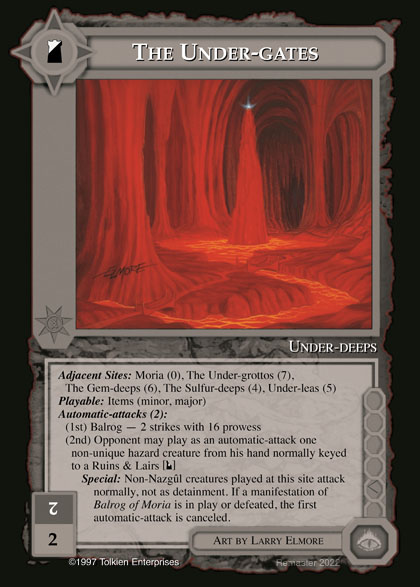 THE UNDER-GATES
ELMORE
UNDER-DEEPS
Adjacent Sites: Moria (0), The Under-grottos (7),
The Gem-deeps (6), The Sulfur-deeps (4), Under-leas (5)
Playable: Items (minor, major)
Automatic-attacks (2):
(1st) Balrog — 2 strikes with 16 prowess
(2nd) Opponent may play as an automatic-attack one
non-unique hazard creature from his hand normally keyed
to a Ruins & Lairs []
Special: Non-Nazgûl creatures played at this site attack
normally, not as detainment. If a manifestation of
Balrog of Moria is in play or defeated, the first
automatic-attack is canceled.
2
2
ART BY LARRY ELMORE
©1997 Tolkien Enterprises
Remaster 2022